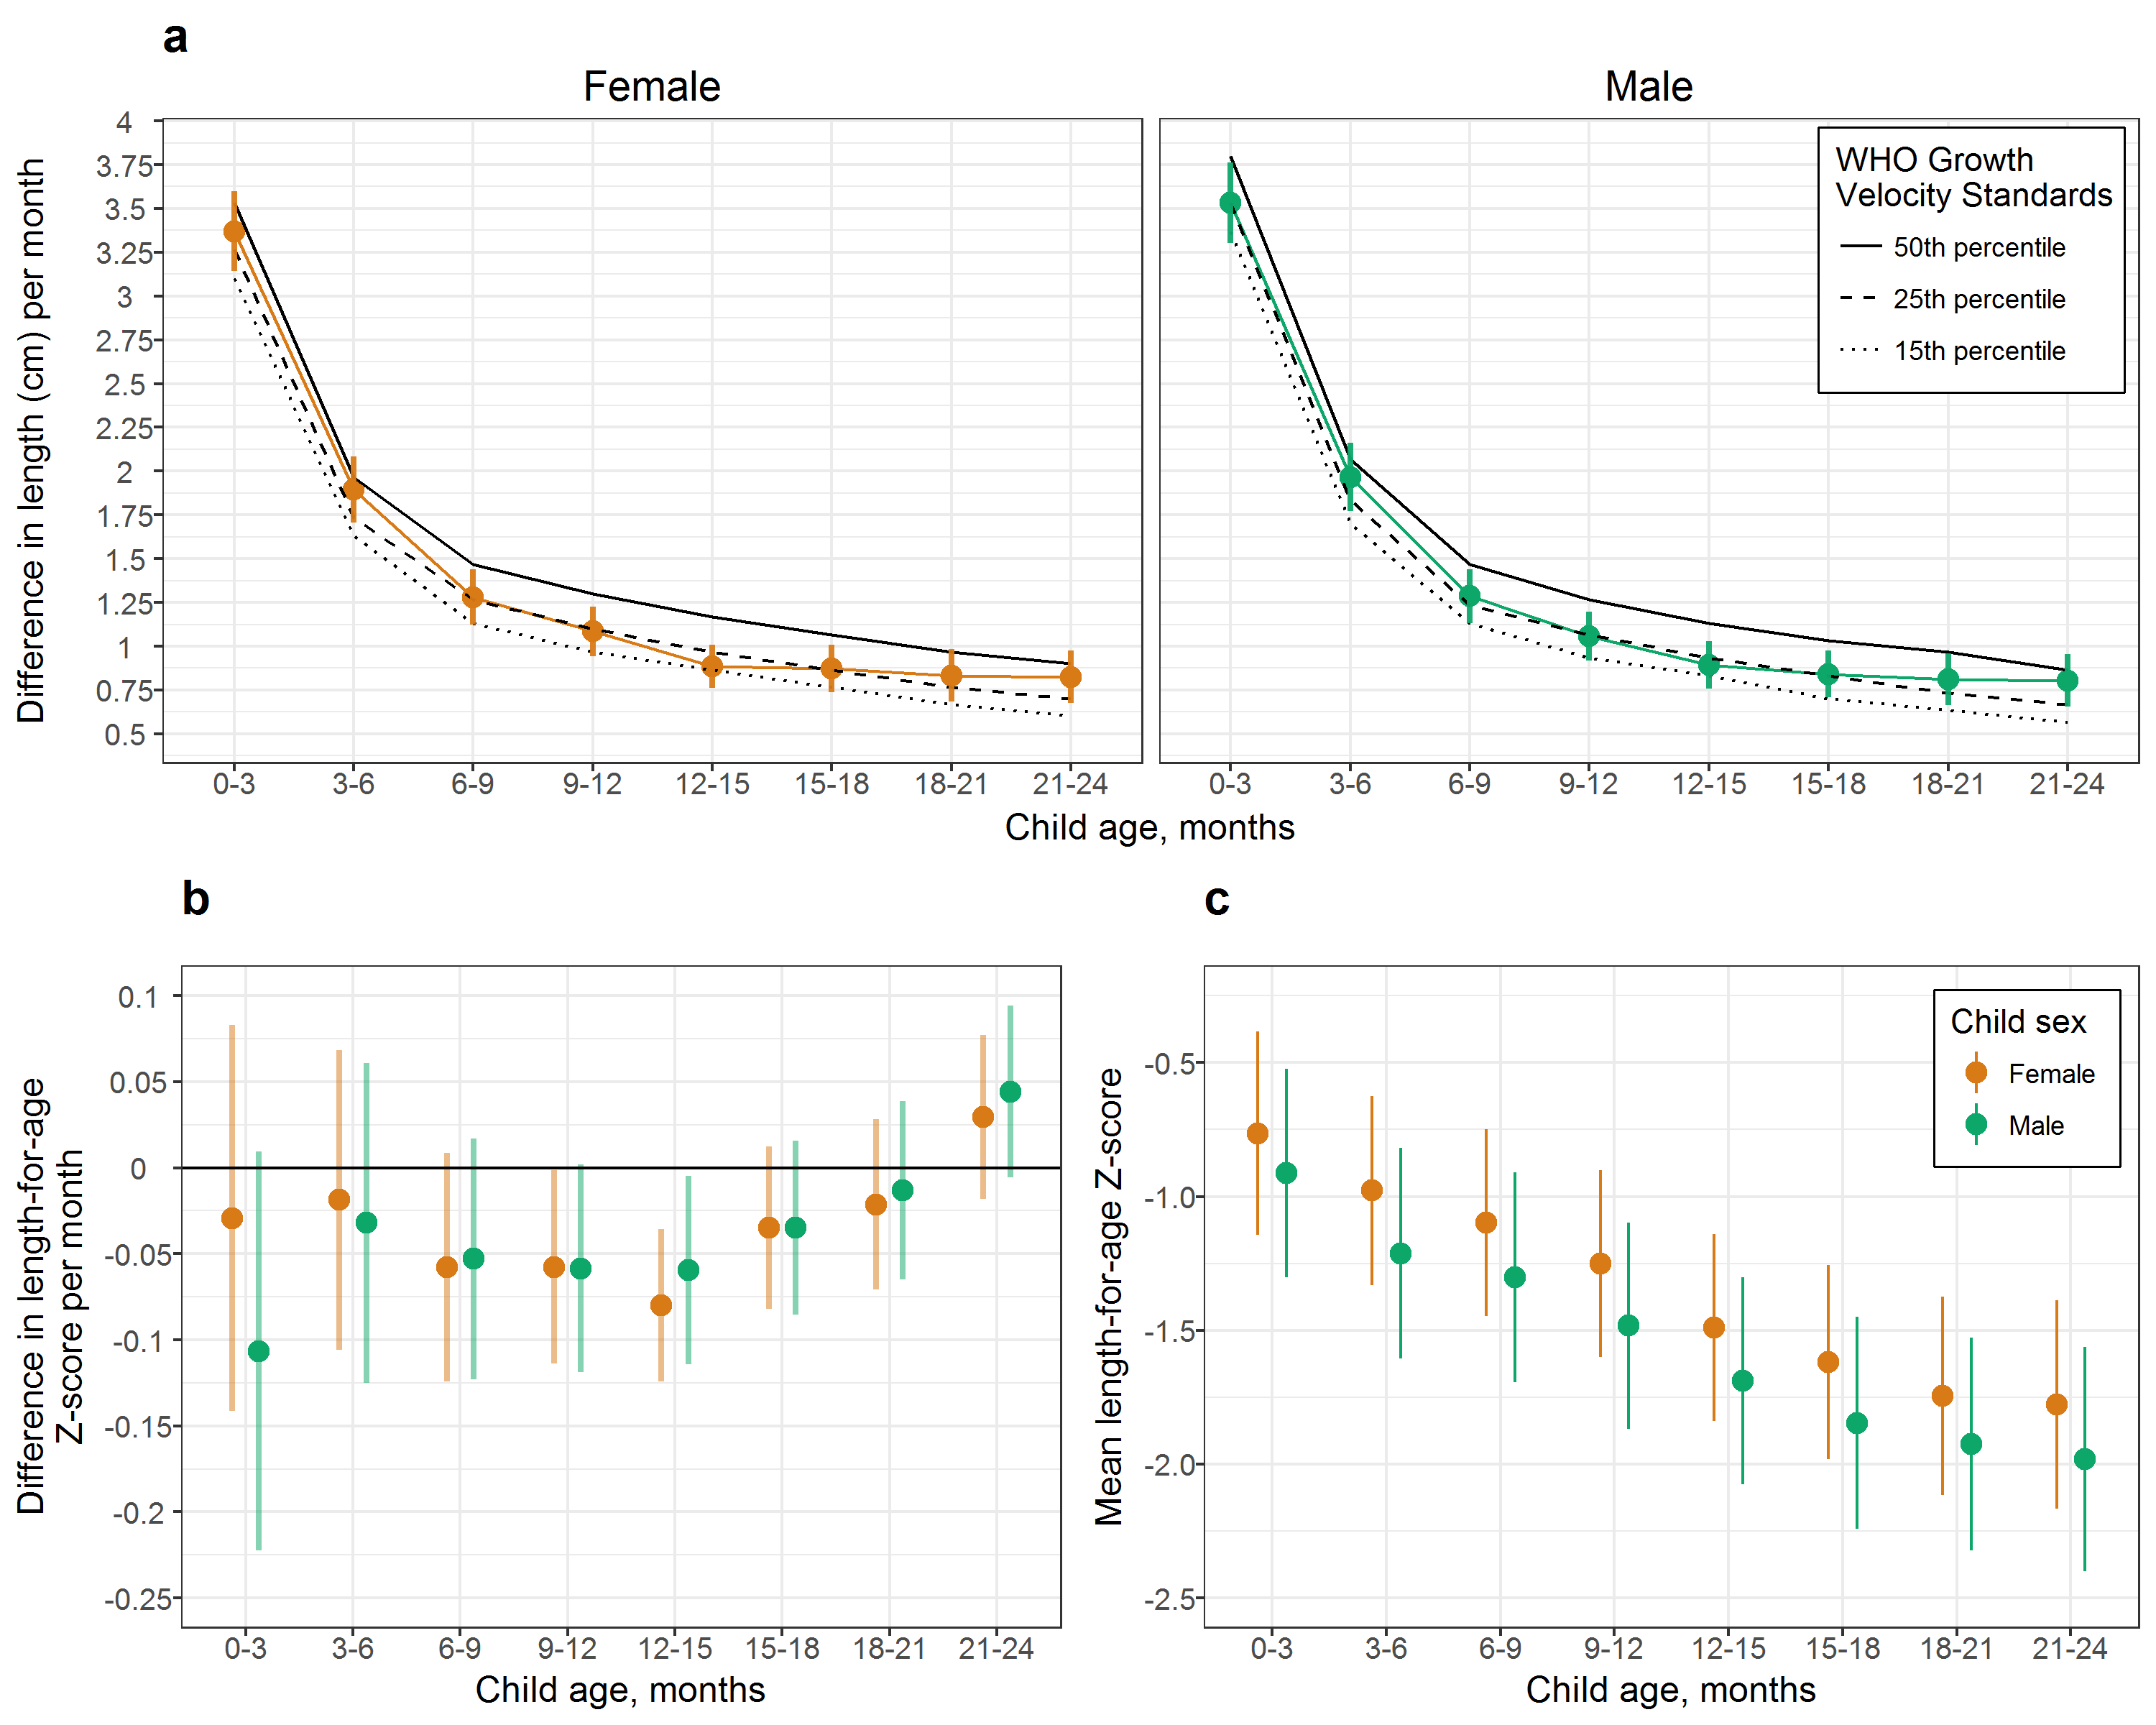 a
Female
Male
Difference in length (cm) per month
4
3.75
3.5
3.25
3
2.75
2.5
2.25
2
1.75
1.5
1.25
1
0.75
0.5
WHO Growth
Velocity Standards
50th percentile
25th percentile
15th percentile
0-3 3-6 6-9 9-12 12-15 15-18 18-21 21-24
0-3 3-6 6-9 9-12 12-15 15-18 18-21 21-24
Child age, months
b
Difference in length-for-age
Z-score per month
0.1
0.05
0
-0.05
-0.1
-0.15
-0.2
-0.25
0-3 3-6 6-9 9-12 12-15 15-18 18-21 21-24
Child age, months
c
Mean length-for-age Z-score
-0.5
-1.0
-1.5
-2.0
-2.5
Child sex
Female
Male
0-3 3-6 6-9 9-12 12-15 15-18 18-21 21-24
Child age, months